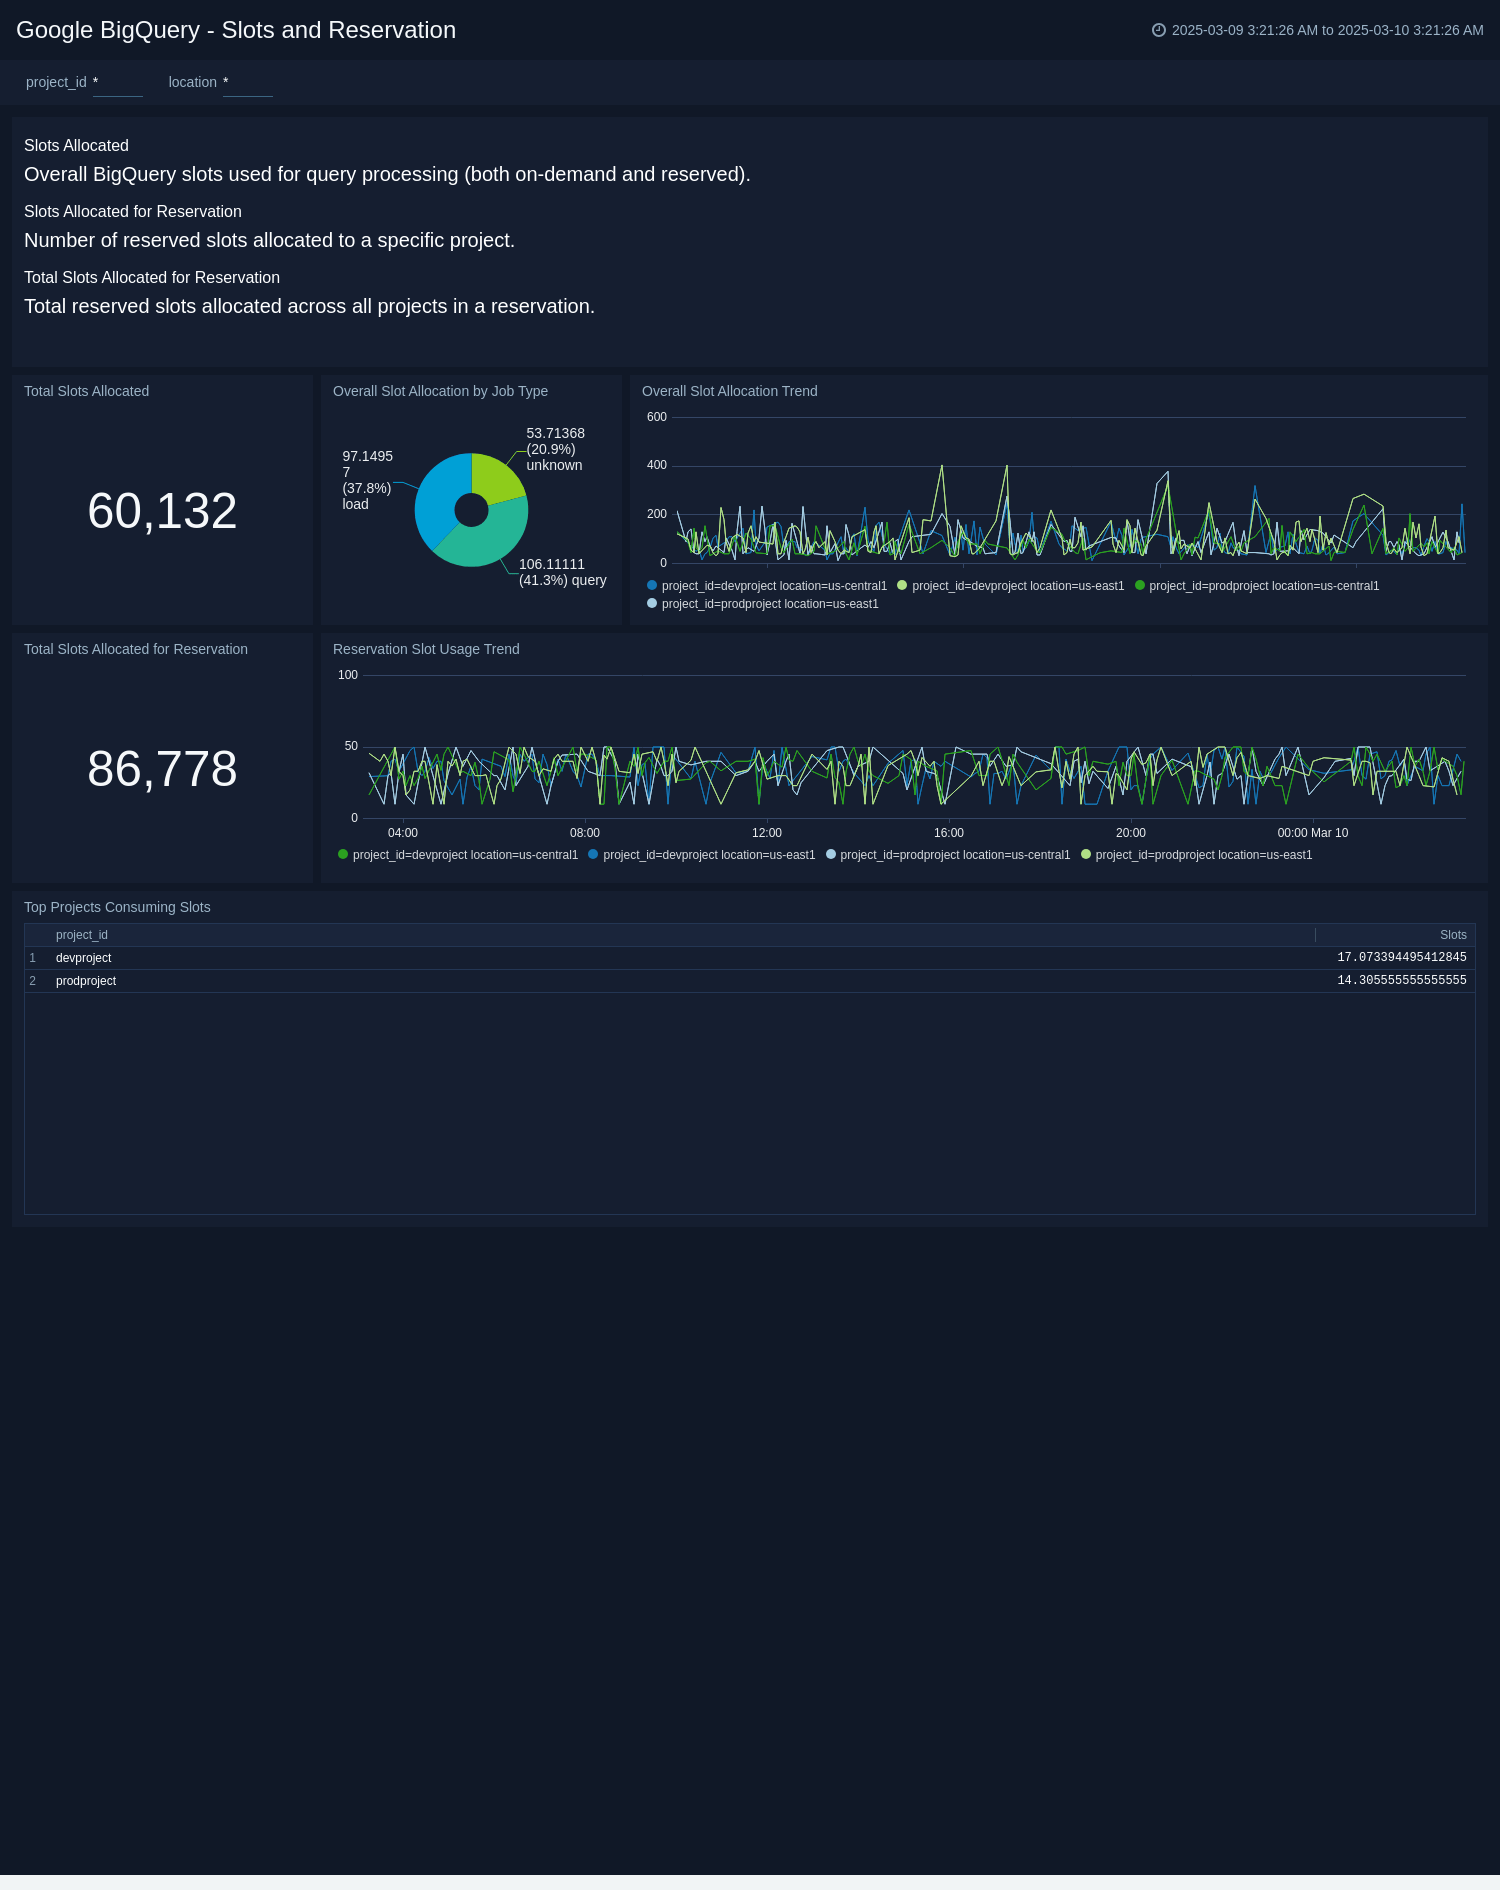 Google BigQuery - Slots and Reservation
2025-03-09 3:21:26 AM to 2025-03-10 3:21:26 AM
project_id *
location *
Slots Allocated
Overall BigQuery slots used for query processing (both on-demand and reserved).
Slots Allocated for Reservation
Number of reserved slots allocated to a specific project.
Total Slots Allocated for Reservation
Total reserved slots allocated across all projects in a reservation.
Total Slots Allocated
60,132
Overall Slot Allocation by Job Type
53.71368
(20.9%)
unknown
97.1495
7
(37.8%)
load
106.11111
(41.3%) query
Overall Slot Allocation Trend
600
400
200
0
project_id=devproject location=us-central1
project_id=devproject location=us-east1
project_id=prodproject location=us-central1
project_id=prodproject location=us-east1
Total Slots Allocated for Reservation
86,778
Reservation Slot Usage Trend
100
50
0
04:00
08:00
12:00
16:00
20:00
00:00 Mar 10
project_id=devproject location=us-central1
project_id=devproject location=us-east1
project_id=prodproject location=us-central1
project_id=prodproject location=us-east1
Top Projects Consuming Slots
project_id Slots
1 devproject 17.073394495412845
2 prodproject 14.305555555555555